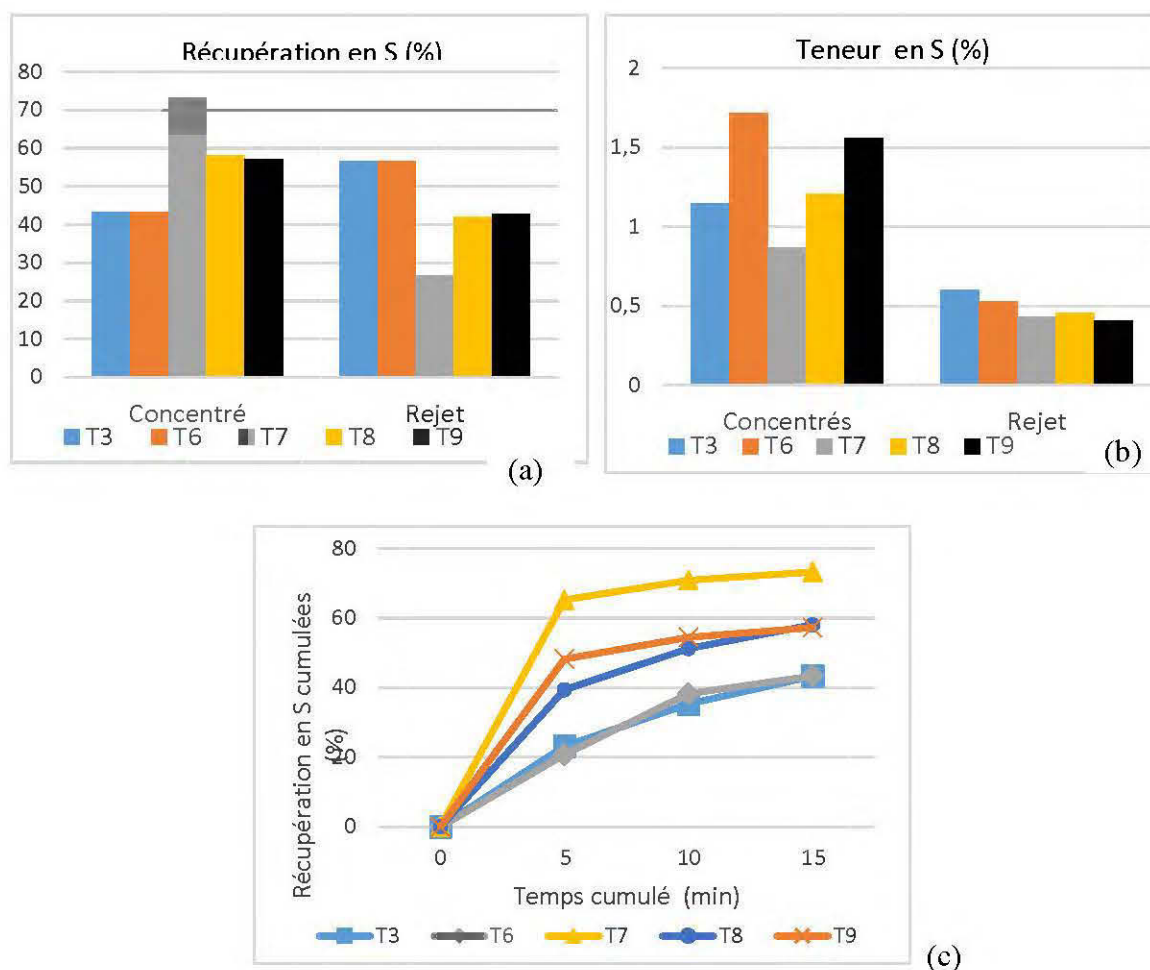 Récupération en S (%)
80
70
60
50
40
30
20
10
0
Concentré
Rejet
T3 T6 T7 T8 T9
(a)
Teneur en S (%)
2
1,5
1
0,5
0
Concentrés
Rejet
T3 T6 T7 T8 T9
(b)
Récupération en S cumulées
(%)
80
60
40
20
0
0 5 10 15
Temps cumulé (min)
T3 T6 T7 T8 T9
(c)